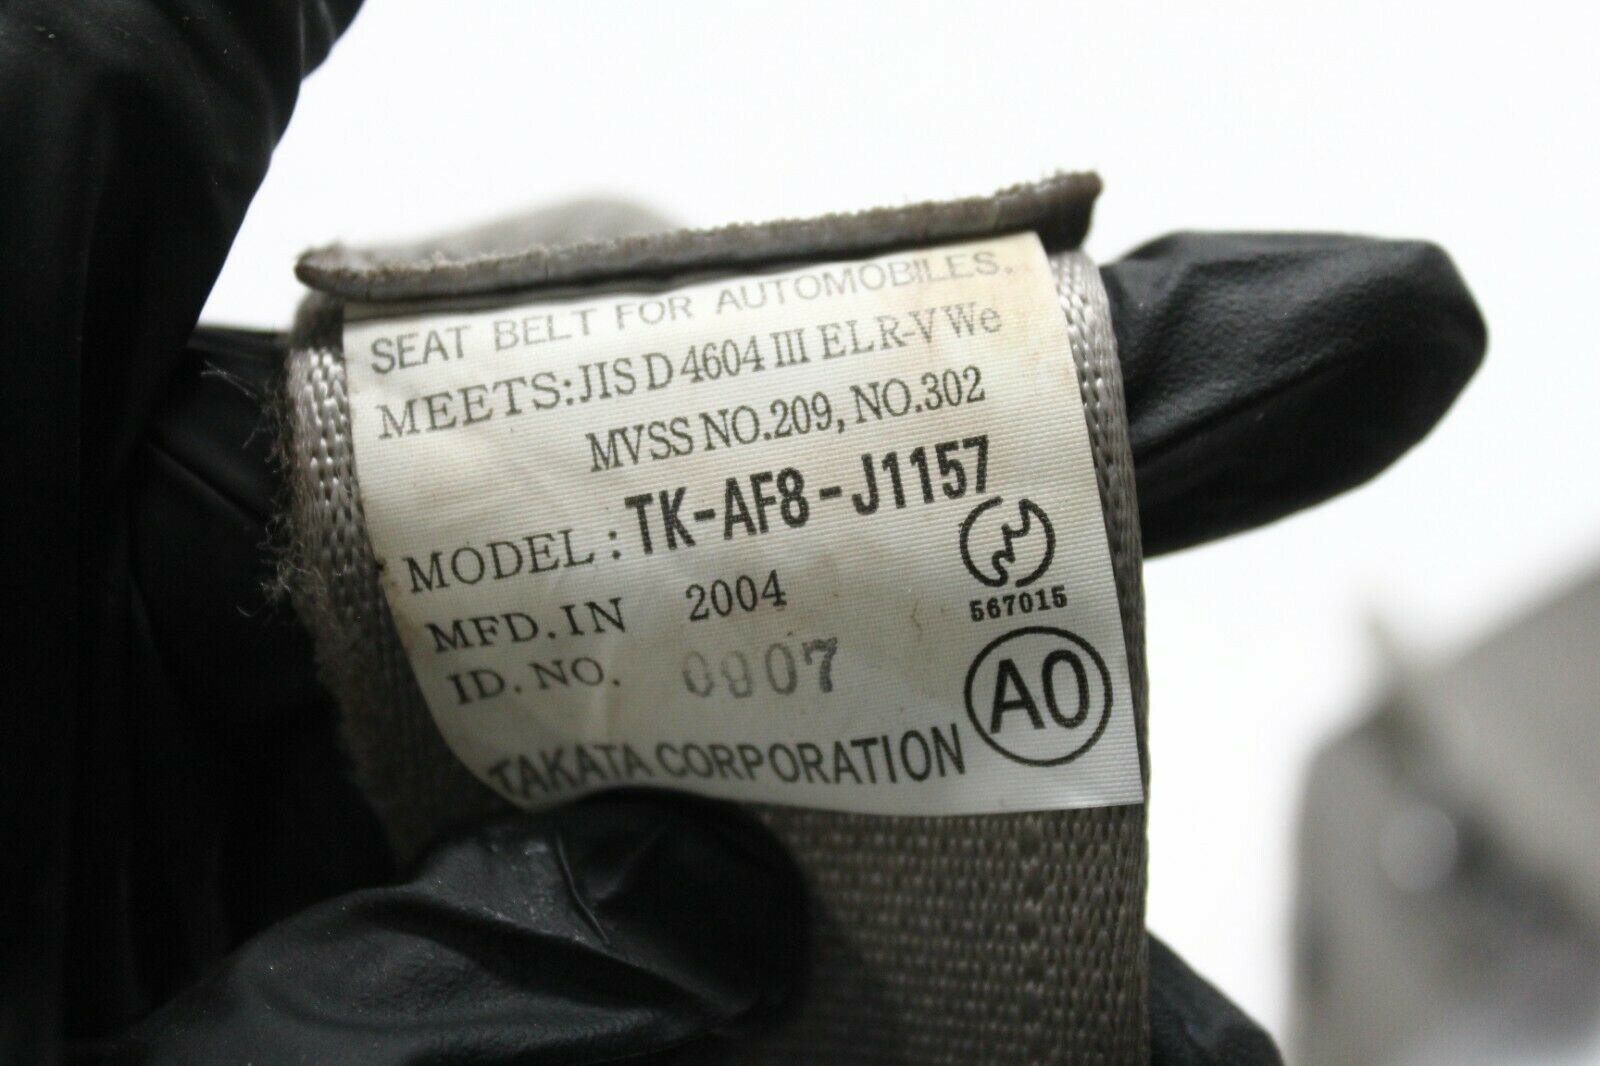 SEAT BELT FOR AUTOMOBILES.
MEETS:JIS D 4604 III ELR-V We
MVSS NO.209, NO.302
MODEL: TK-AF8-J1157
MFD. IN 2004
567015
ID. NO. 0907
A0
TAKATA CORPORATION